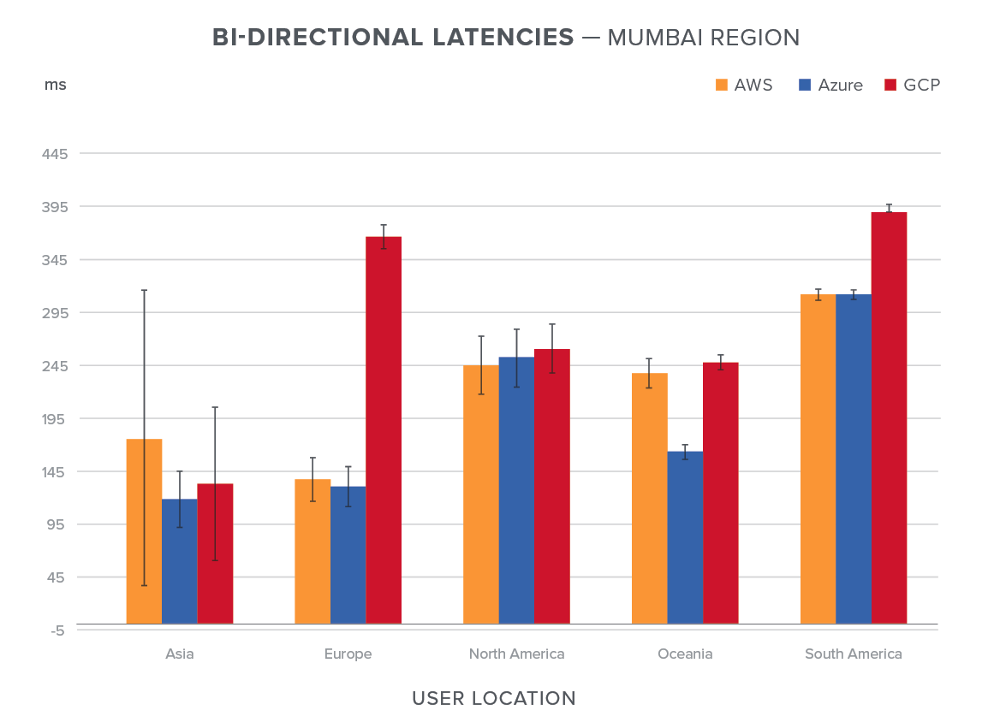 BI-DIRECTIONAL LATENCIES — MUMBAI REGION
ms
AWS Azure GCP
445
395
345
295
245
195
145
95
45
-5
Asia Europe North America Oceania South America
USER LOCATION